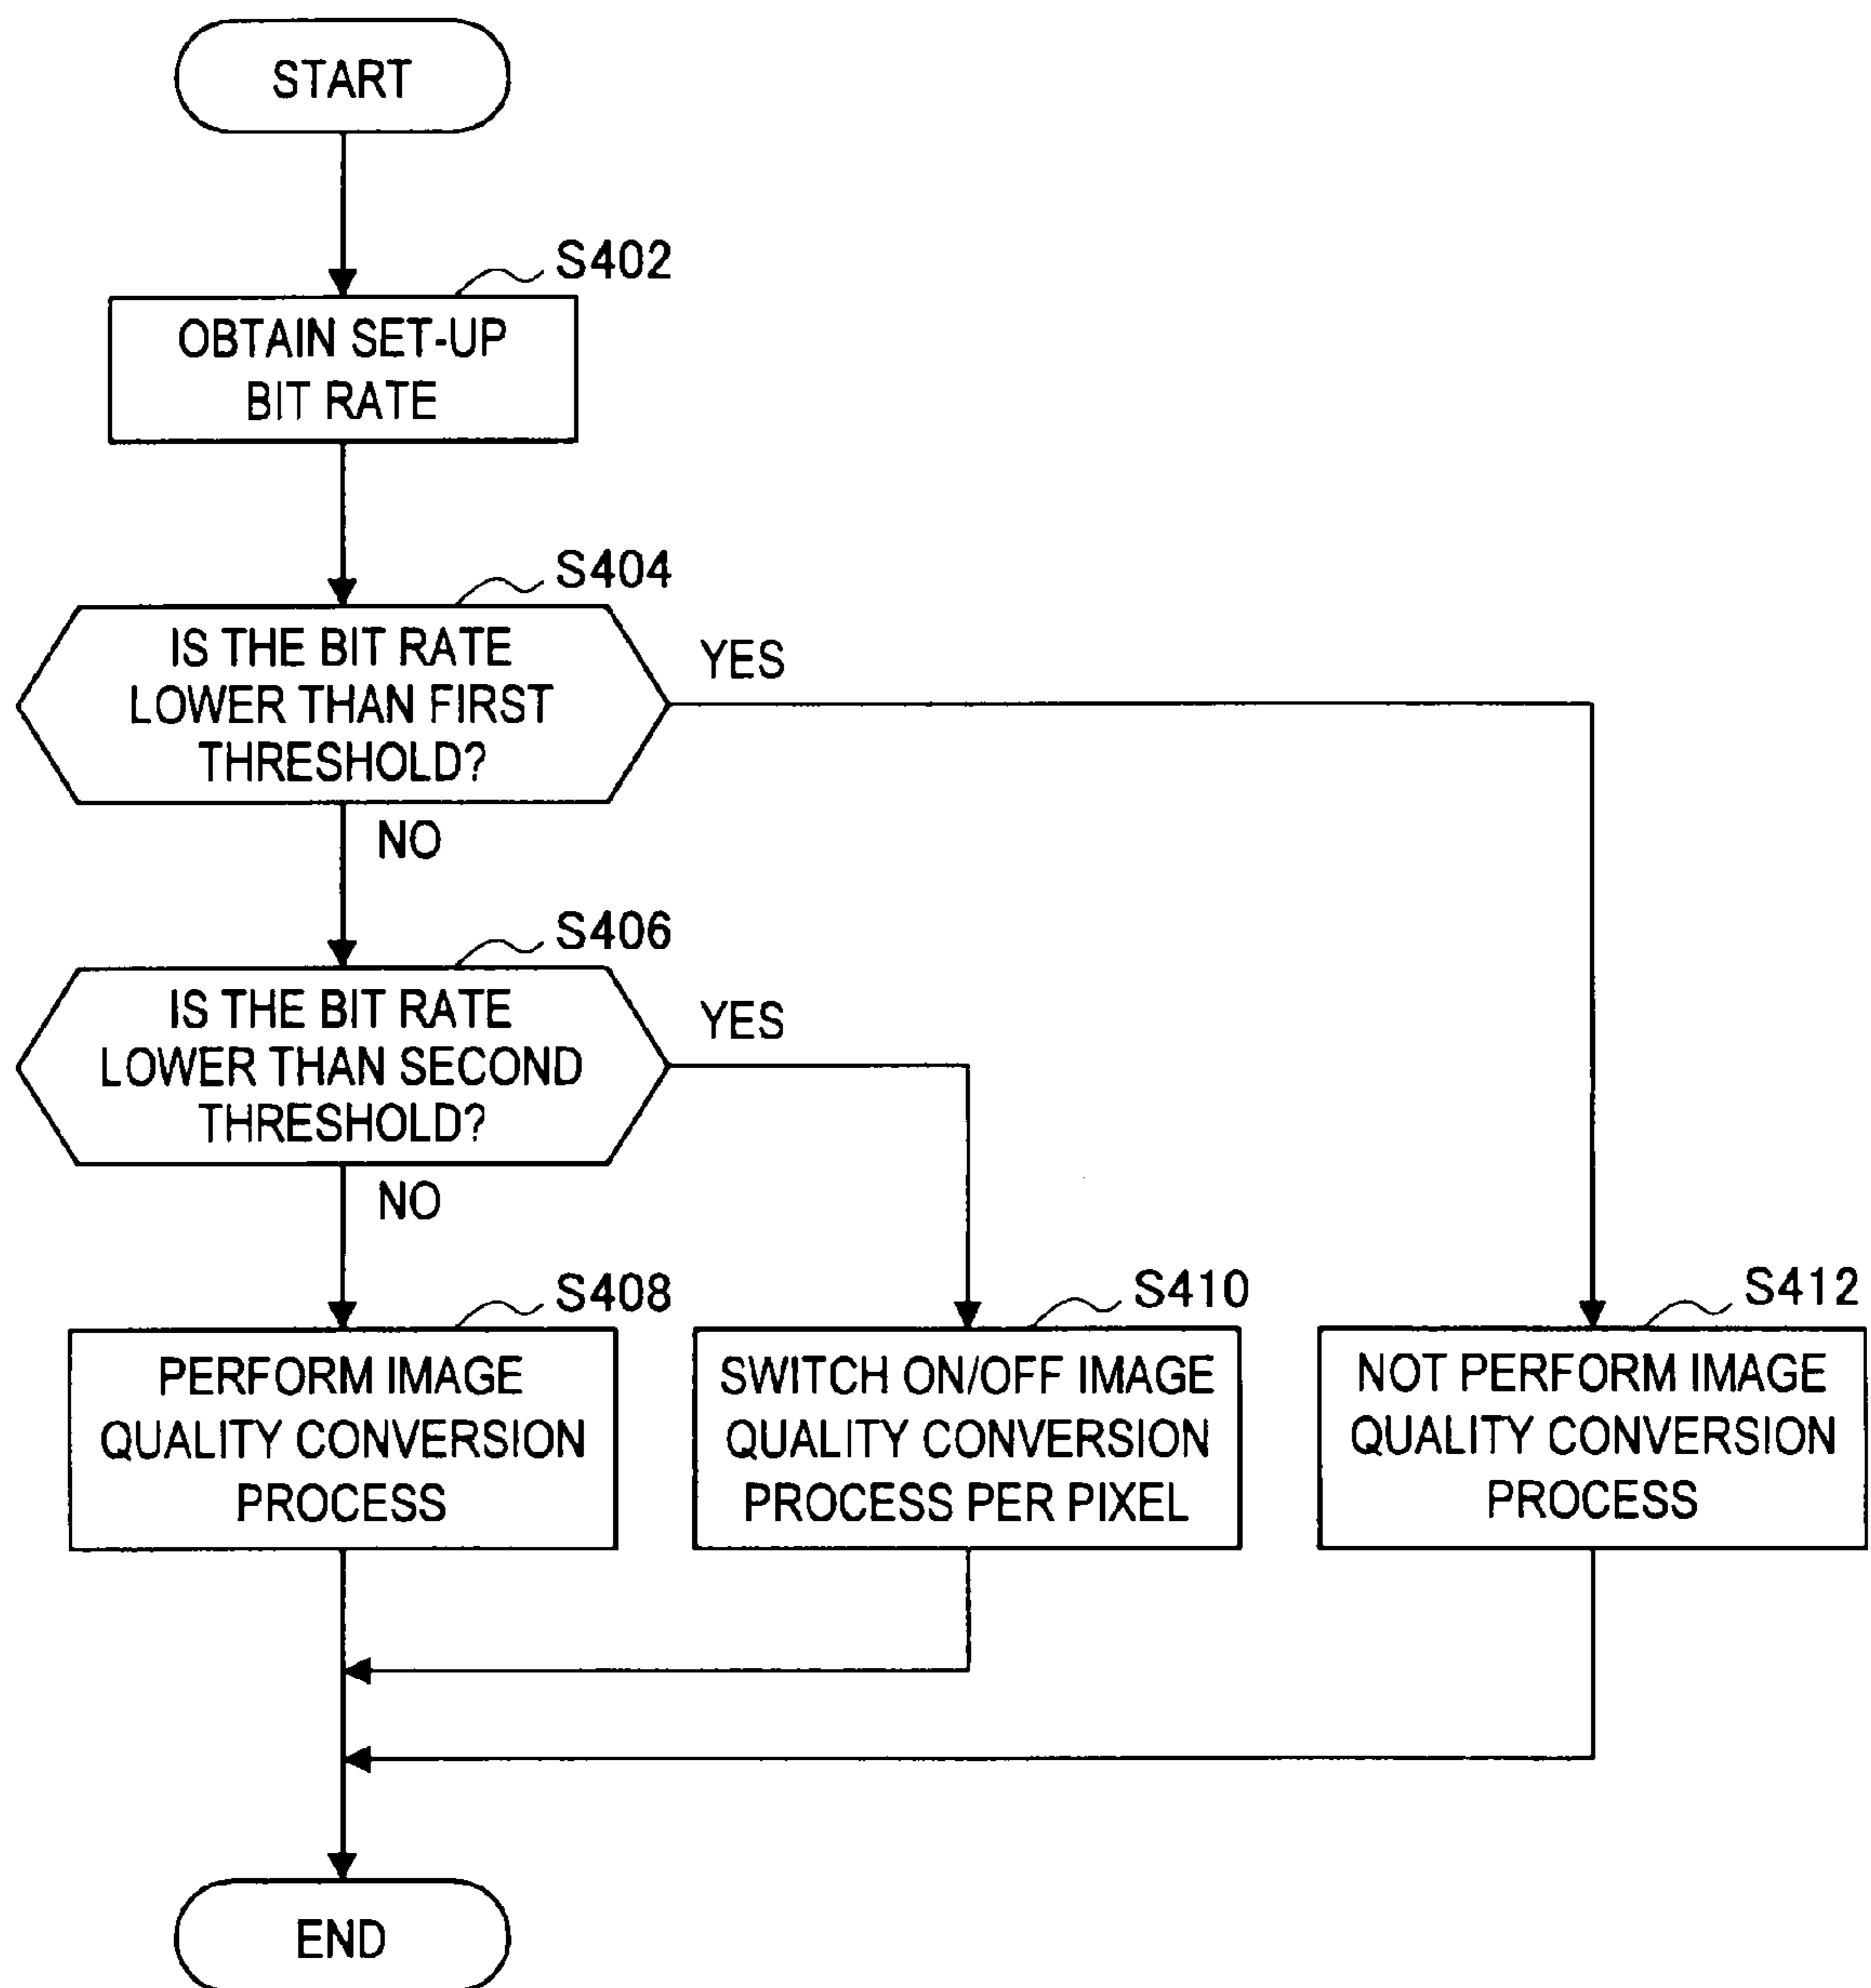 START
S402
OBTAIN SET-UP
BIT RATE
S404
IS THE BIT RATE
LOWER THAN FIRST
THRESHOLD?
YES
NO
S406
IS THE BIT RATE
LOWER THAN SECOND
THRESHOLD?
YES
NO
S408
PERFORM IMAGE
QUALITY CONVERSION
PROCESS
S410
SWITCH ON/OFF IMAGE
QUALITY CONVERSION
PROCESS PER PIXEL
S412
NOT PERFORM IMAGE
QUALITY CONVERSION
PROCESS
END